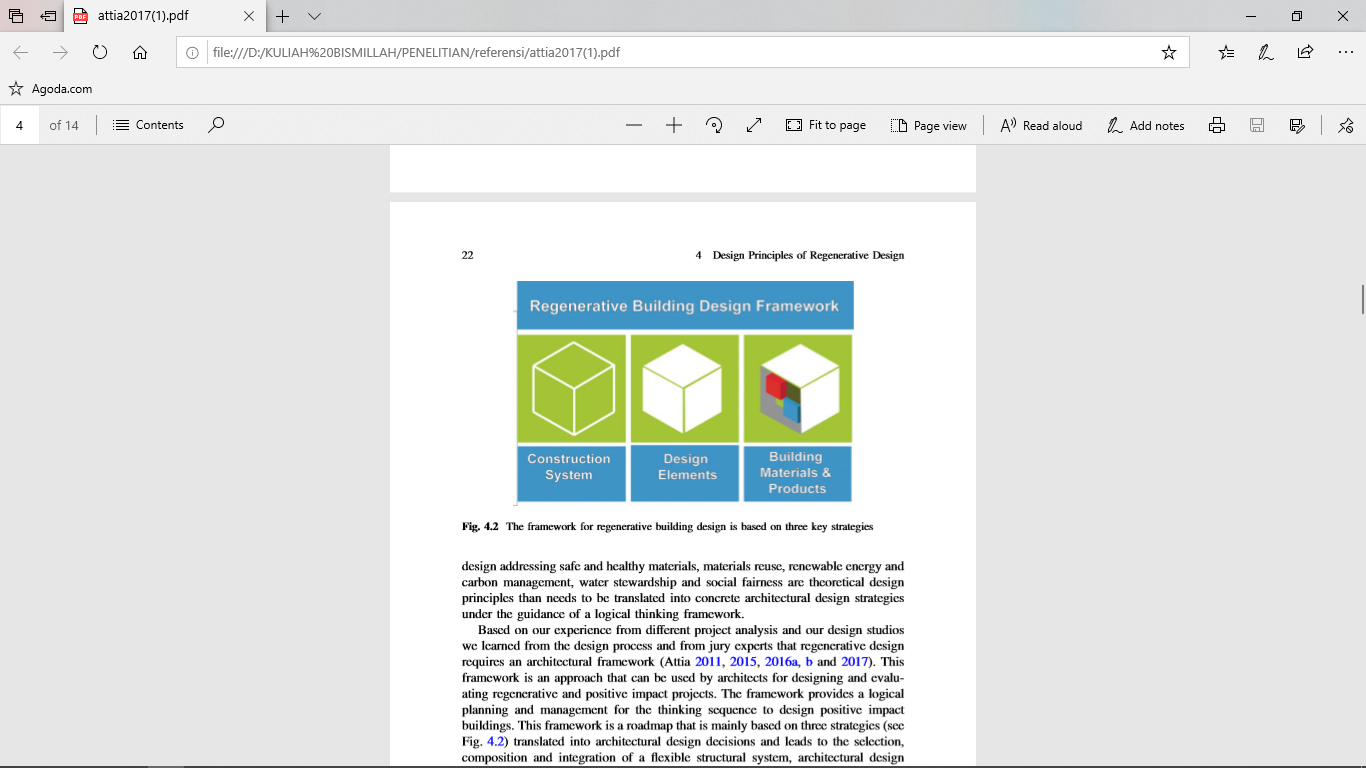 attia2017(1).pdf
file:///D:/KULIAH%20BISMILLAH/PENELITIAN/referensi/attia2017(1).pdf
Agoda.com
4 of 14 Contents Fit to page Page view Read aloud Add notes
22 4 Design Principles of Regenerative Design
Regenerative Building Design Framework
Construction System
Design Elements
Building Materials & Products
Fig. 4.2 The framework for regenerative building design is based on three key strategies
design addressing safe and healthy materials, materials reuse, renewable energy and
carbon management, water stewardship and social fairness are theoretical design
principles than needs to be translated into concrete architectural design strategies
under the guidance of a logical thinking framework.
Based on our experience from different project analysis and our design studios
we learned from the design process and from jury experts that regenerative design
requires an architectural framework (Attia 2011, 2015, 2016a, b and 2017). This
framework is an approach that can be used by architects for designing and evalu-
ating regenerative and positive impact projects. The framework provides a logical
planning and management for the thinking sequence to design positive impact
buildings. This framework is a roadmap that is mainly based on three strategies (see
Fig. 4.2) translated into architectural design decisions and leads to the selection,
composition and integration of a flexible structural system, architectural design